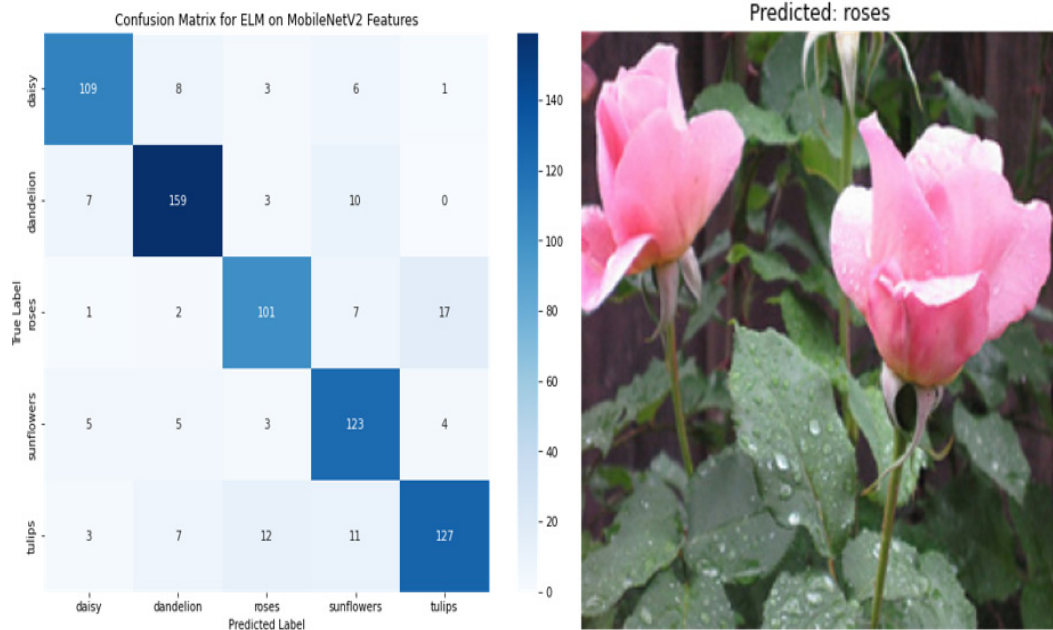 Confusion Matrix for ELM on MobileNetV2 Features
True Label
daisy
109 8 3 6 1
dandelion
7 159 3 10 0
roses
1 2 101 7 17
sunflowers
5 5 3 123 4
tulips
3 7 12 11 127
daisy dandelion roses sunflowers tulips
Predicted Label
140
120
100
80
60
40
20
0
Predicted: roses